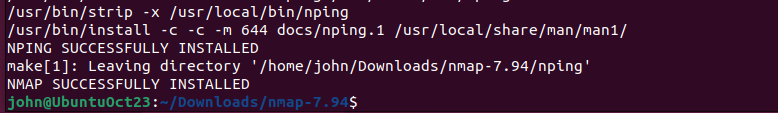 /usr/bin/strip -x /usr/local/bin/nping
/usr/bin/install -c -c -m 644 docs/nping.1 /usr/local/share/man/man1/
NPING SUCCESSFULLY INSTALLED
make[1]: Leaving directory '/home/john/Downloads/nmap-7.94/nping'
NMAP SUCCESSFULLY INSTALLED
john@UbuntuOct23:~/Downloads/nmap-7.94$